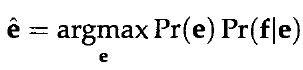 ê = argmax Pr(e) Pr(f|e)
e